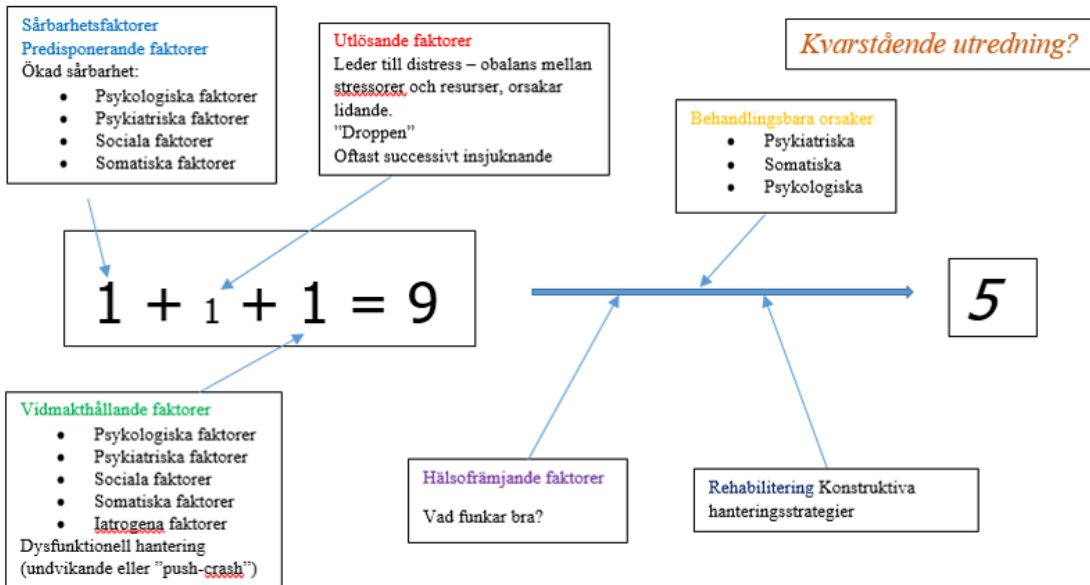 Sårbarhetsfaktorer
Predisponerande faktorer
Ökad sårbarhet:
• Psykologiska faktorer
• Psykiatriska faktorer
• Sociala faktorer
• Somatiska faktorer
Utlösande faktorer
Leder till distress – obalans mellan
stressorer och resurser, orsakar
lidande.
”Droppen”
Oftast successivt insjuknande
Kvarstående utredning?
Behandlingsbara orsaker
• Psykiatriska
• Somatiska
• Psykologiska
1 + 1 + 1 = 9
5
Vidmakthållande faktorer
• Psykologiska faktorer
• Psykiatriska faktorer
• Sociala faktorer
• Somatiska faktorer
• Iatrogena faktorer
Dysfunktionell hantering
(undvikande eller ”push-crash”)
Hälsofrämjande faktorer
Vad funkar bra?
Rehabilitering Konstruktiva
hanteringsstrategier